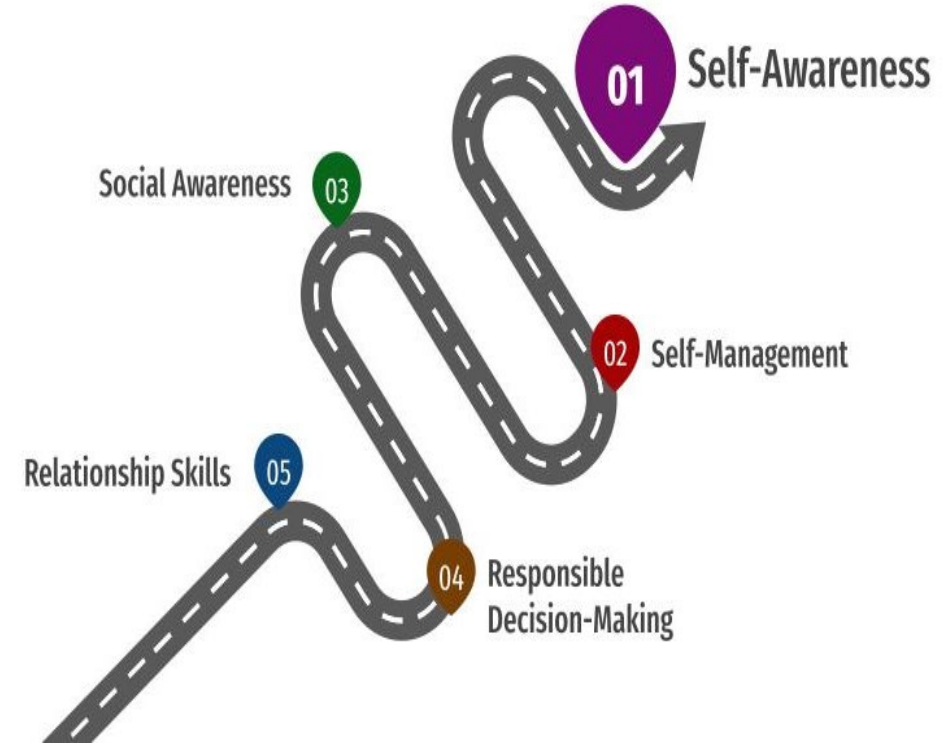 01
Self-Awareness
03
Social Awareness
02
Self-Management
05
Relationship Skills
04
Responsible
Decision-Making